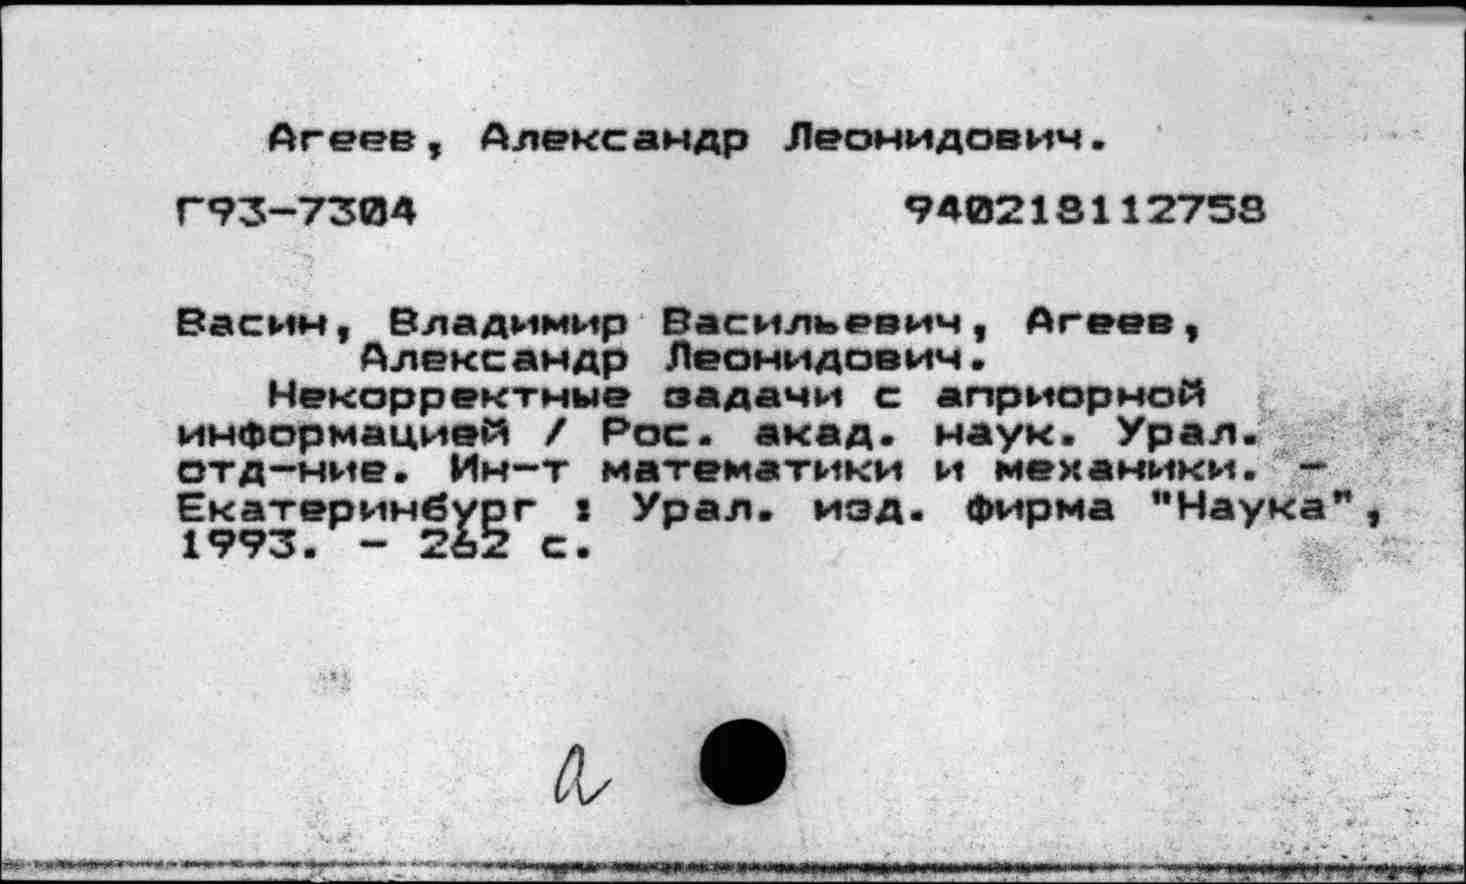 Агеев, Александр Леонидович.
Г93-7304 940218112758
Васин, Владимир Васильевич, Агеев,
Александр Леонидович.
Некорректные задачи с априорной
информацией / Рос. акад. наук. Урал.
отд-ние. Ин-т математики и механики. -
Екатеринбург : Урал. изд. фирма "Наука",
1993. - 262 с.
а